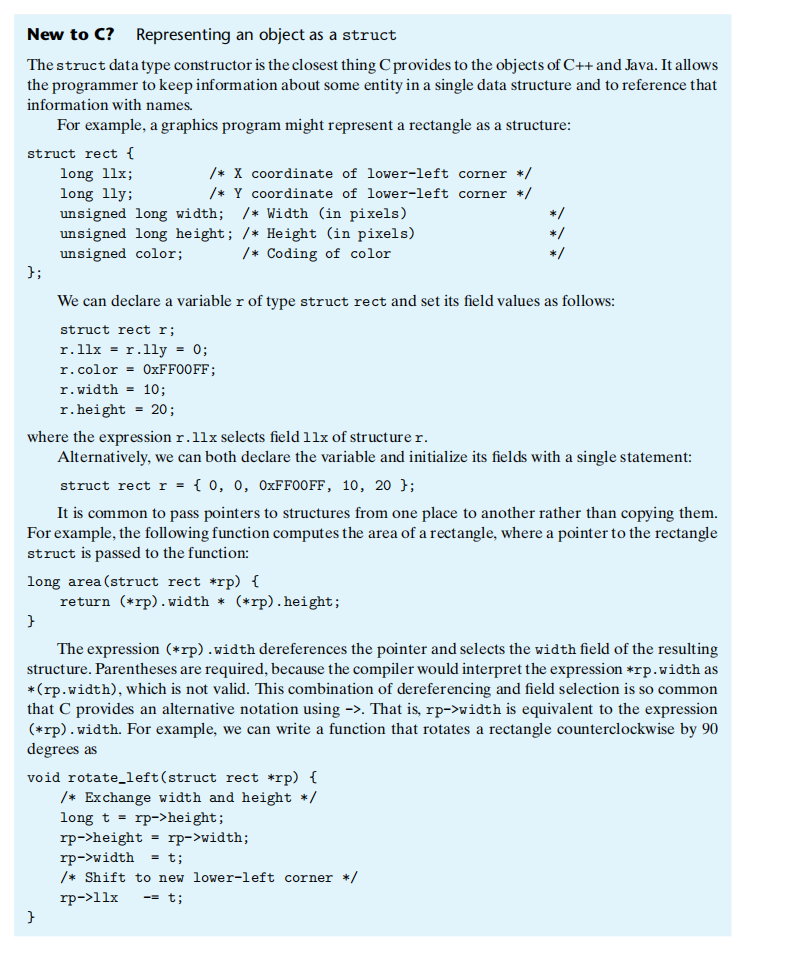 New to C? Representing an object as a struct
The struct data type constructor is the closest thing C provides to the objects of C++ and Java. It allows
the programmer to keep information about some entity in a single data structure and to reference that
information with names.
For example, a graphics program might represent a rectangle as a structure:
struct rect {
    long llx;         /* X coordinate of lower-left corner */
    long lly;         /* Y coordinate of lower-left corner */
    unsigned long width;  /* Width (in pixels)                 */
    unsigned long height; /* Height (in pixels)                */
    unsigned color;       /* Coding of color                   */
};
We can declare a variable r of type struct rect and set its field values as follows:
    struct rect r;
    r.llx = r.lly = 0;
    r.color = 0xFF00FF;
    r.width = 10;
    r.height = 20;
where the expression r.llx selects field llx of structure r.
Alternatively, we can both declare the variable and initialize its fields with a single statement:
    struct rect r = { 0, 0, 0xFF00FF, 10, 20 };
It is common to pass pointers to structures from one place to another rather than copying them.
For example, the following function computes the area of a rectangle, where a pointer to the rectangle
struct is passed to the function:
long area(struct rect *rp) {
    return (*rp).width * (*rp).height;
}
The expression (*rp).width dereferences the pointer and selects the width field of the resulting
structure. Parentheses are required, because the compiler would interpret the expression *rp.width as
*(rp.width), which is not valid. This combination of dereferencing and field selection is so common
that C provides an alternative notation using ->. That is, rp->width is equivalent to the expression
(*rp).width. For example, we can write a function that rotates a rectangle counterclockwise by 90
degrees as
void rotate_left(struct rect *rp) {
    /* Exchange width and height */
    long t = rp->height;
    rp->height = rp->width;
    rp->width  = t;
    /* Shift to new lower-left corner */
    rp->llx   -= t;
}